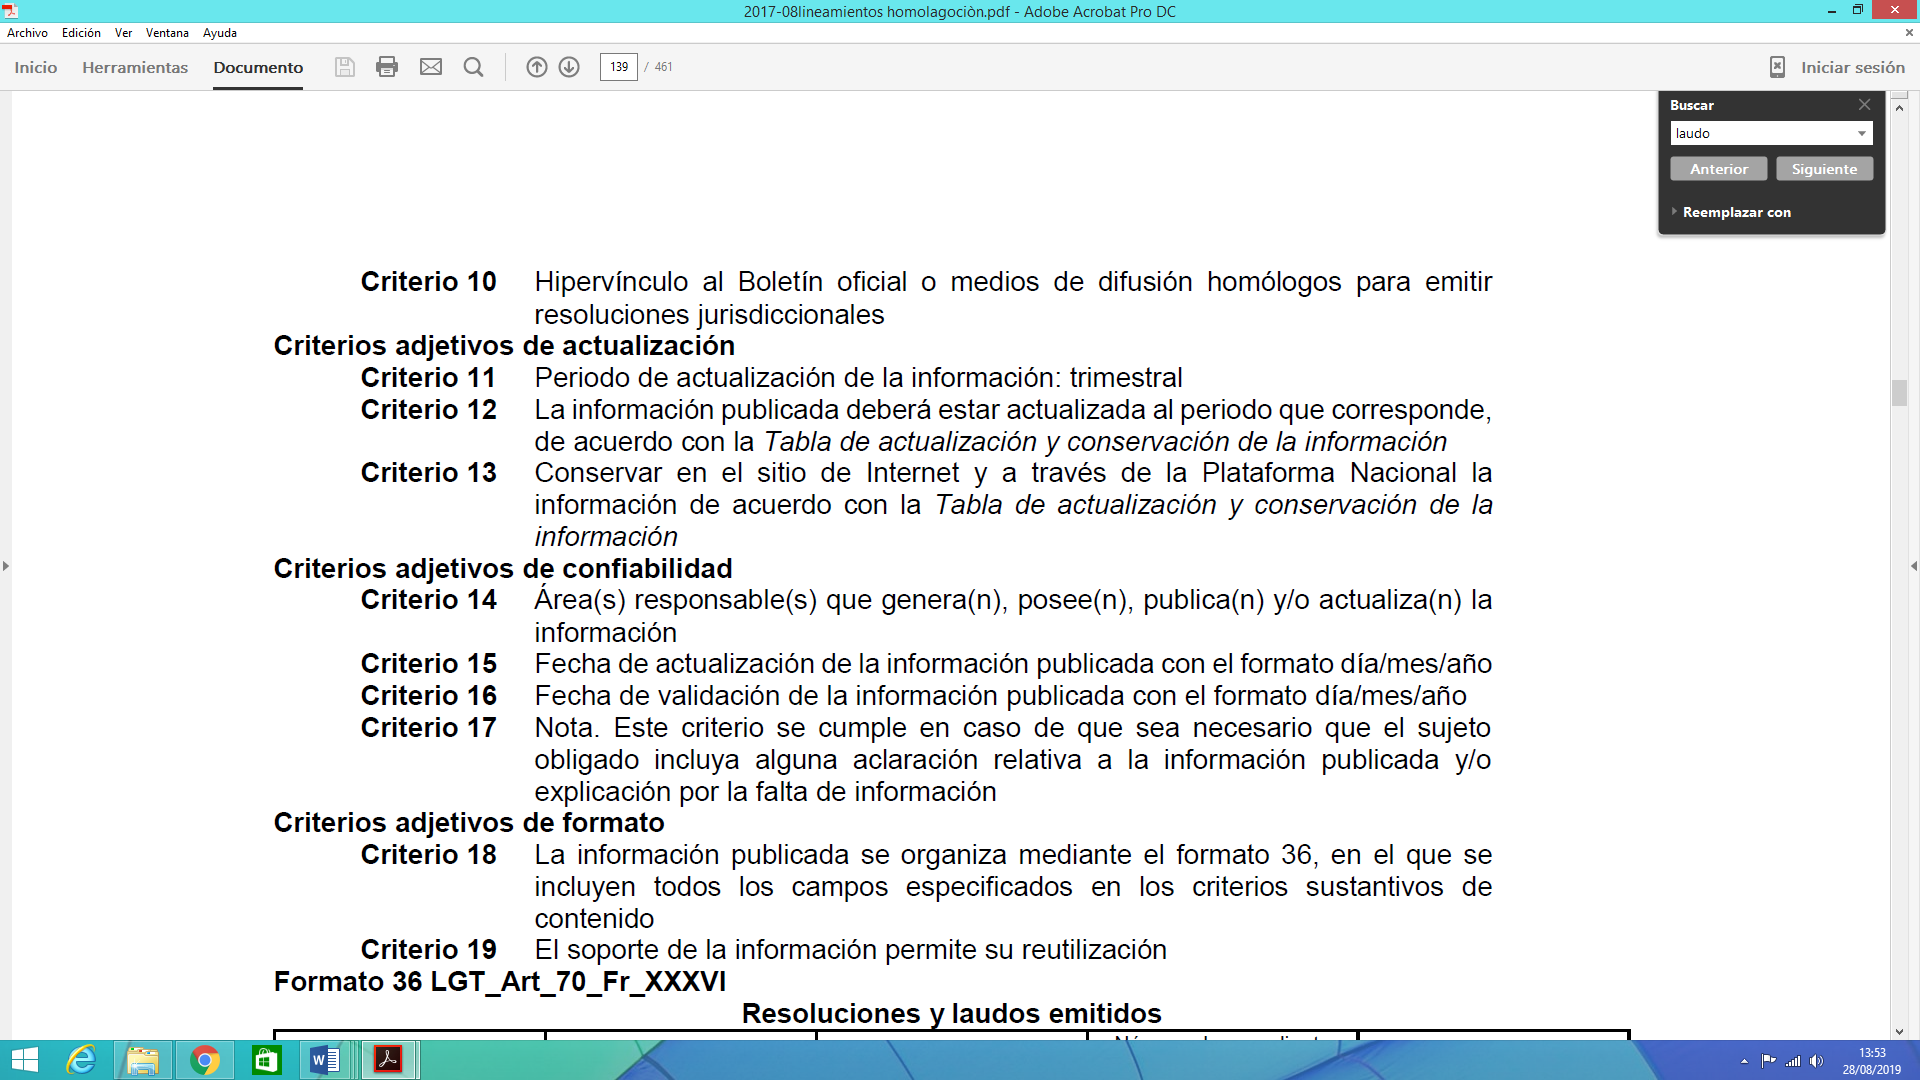 2017-08lineamientos homolagociòn.pdf - Adobe Acrobat Pro DC
Archivo Edición Ver Ventana Ayuda
Inicio Herramientas Documento 139 / 461 Iniciar sesión
Buscar
laudo
Anterior Siguiente
Reemplazar con
Criterio 10 Hipervínculo al Boletín oficial o medios de difusión homólogos para emitir
resoluciones jurisdiccionales
Criterios adjetivos de actualización
Criterio 11 Periodo de actualización de la información: trimestral
Criterio 12 La información publicada deberá estar actualizada al periodo que corresponde,
de acuerdo con la Tabla de actualización y conservación de la información
Criterio 13 Conservar en el sitio de Internet y a través de la Plataforma Nacional la
información de acuerdo con la Tabla de actualización y conservación de la
información
Criterios adjetivos de confiabilidad
Criterio 14 Área(s) responsable(s) que genera(n), posee(n), publica(n) y/o actualiza(n) la
información
Criterio 15 Fecha de actualización de la información publicada con el formato día/mes/año
Criterio 16 Fecha de validación de la información publicada con el formato día/mes/año
Criterio 17 Nota. Este criterio se cumple en caso de que sea necesario que el sujeto
obligado incluya alguna aclaración relativa a la información publicada y/o
explicación por la falta de información
Criterios adjetivos de formato
Criterio 18 La información publicada se organiza mediante el formato 36, en el que se
incluyen todos los campos especificados en los criterios sustantivos de
contenido
Criterio 19 El soporte de la información permite su reutilización
Formato 36 LGT_Art_70_Fr_XXXVI
Resoluciones y laudos emitidos
13:53
28/08/2019